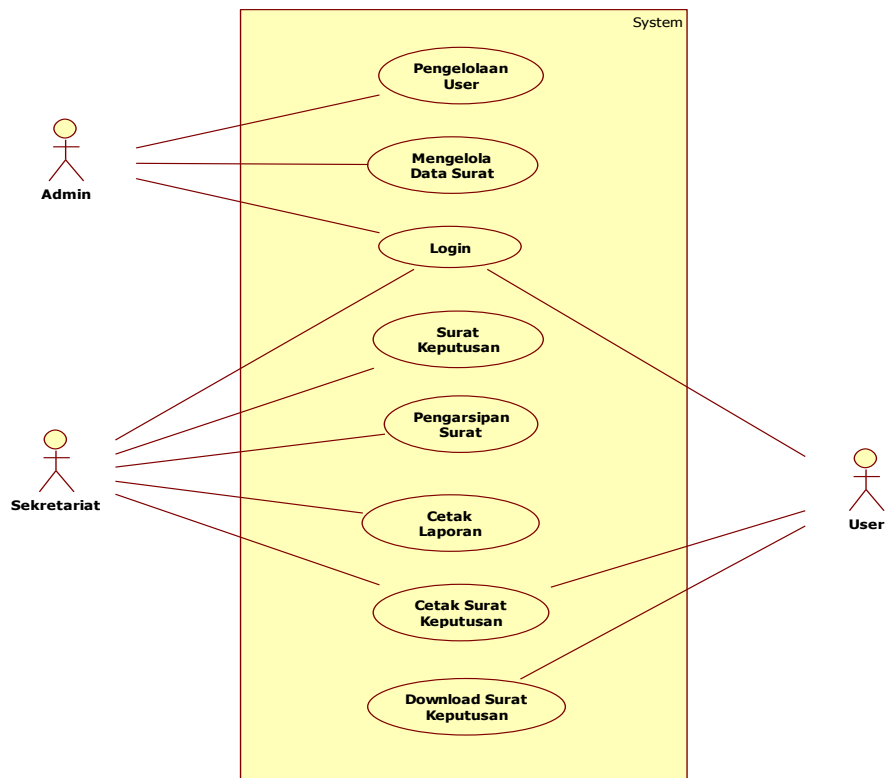 System
Pengelolaan
User
Mengelola
Data Surat
Admin
Login
Surat
Keputusan
Pengarsipan
Surat
Sekretariat
Cetak
Laporan
User
Cetak Surat
Keputusan
Download Surat
Keputusan